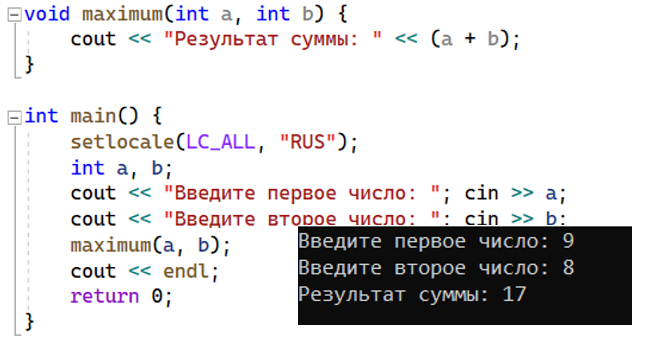 void maximum(int a, int b) {
    cout << "Результат суммы: " << (a + b);
}
int main() {
    setlocale(LC_ALL, "RUS");
    int a, b;
    cout << "Введите первое число: "; cin >> a;
    cout << "Введите второе число: "; cin >> b;
    maximum(a, b);
    cout << endl;
    return 0;
}
Введите первое число: 9
Введите второе число: 8
Результат суммы: 17